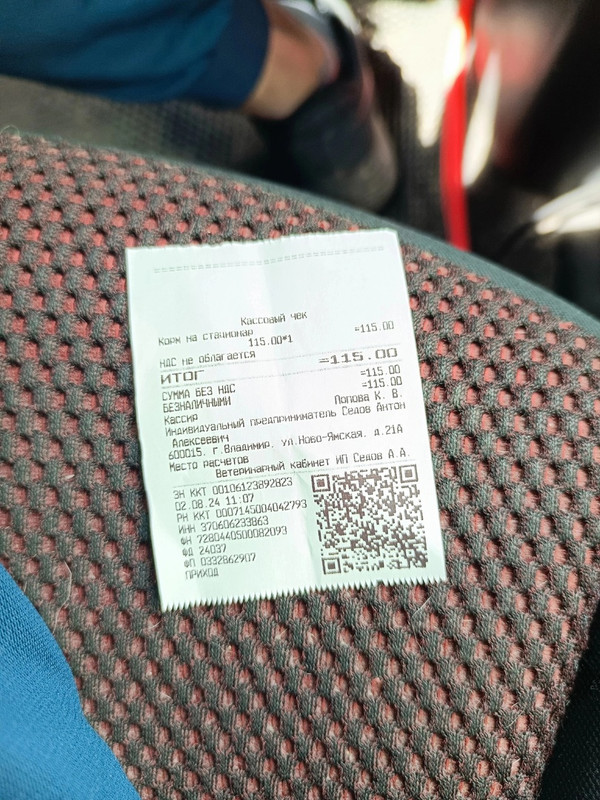 Кассовый чек
Корм на стационар
115.00*1 =115.00
НДС не облагается
ИТОГ =115.00
СУММА БЕЗ НДС =115.00
БЕЗНАЛИЧНЫМИ =115.00
Кассир Попова К. В.
Индивидуальный предприниматель Седов Антон
Алексеевич
600015, г.Владимир, ул.Ново-Ямская, д.21А
Место расчетов
Ветеринарный кабинет ИП Седов А.А.
ЗН ККТ 00106123892823
02.08.24 11:07
РН ККТ 0007145004042793
ИНН 370606233863
ФН 7280440500082093
ФД 24037
ФП 0332862907
ПРИХОД